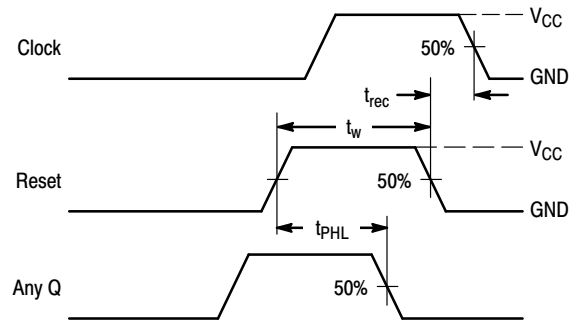 V_CC
Clock
50%
GND
t_rec
t_w
V_CC
Reset
50%
GND
t_PHL
Any Q
50%